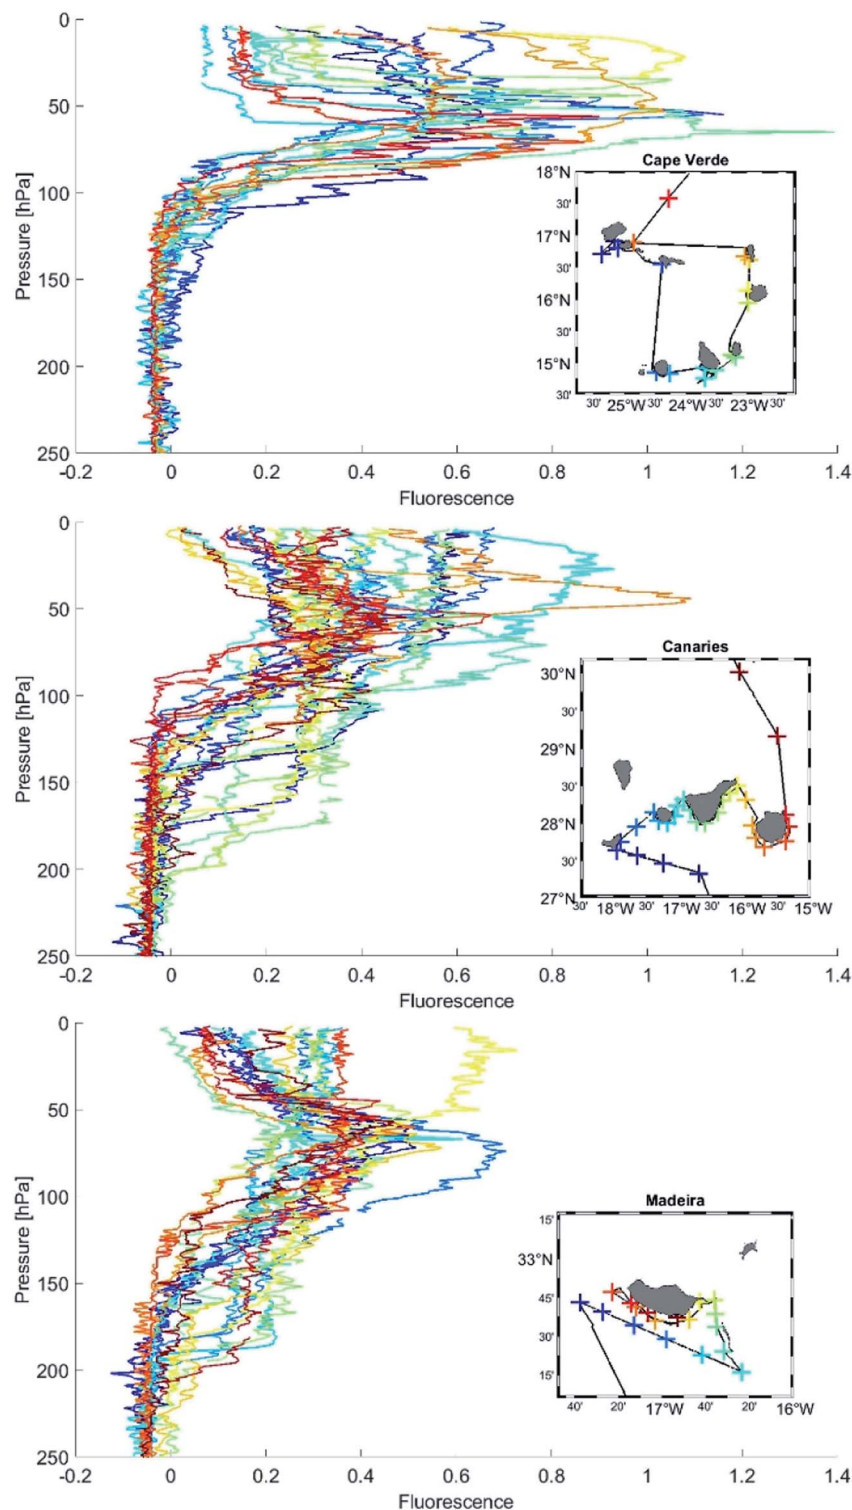 0
50
100
150
200
250
Pressure [hPa]
-0.2 0 0.2 0.4 0.6 0.8 1 1.2 1.4
Fluorescence
Cape Verde
18°N
30'
17°N
30'
16°N
30'
15°N
30'
30' 25°W 30' 24°W 30' 23°W 30'
0
50
100
150
200
250
Pressure [hPa]
-0.2 0 0.2 0.4 0.6 0.8 1 1.2 1.4
Fluorescence
Canaries
30°N
30'
29°N
30'
28°N
30'
27°N
30' 18°W 30' 17°W 30' 16°W 30' 15°W
0
50
100
150
200
250
Pressure [hPa]
-0.2 0 0.2 0.4 0.6 0.8 1 1.2 1.4
Fluorescence
Madeira
15'
33°N
45'
30'
15'
40' 20' 17°W 40' 20' 16°W